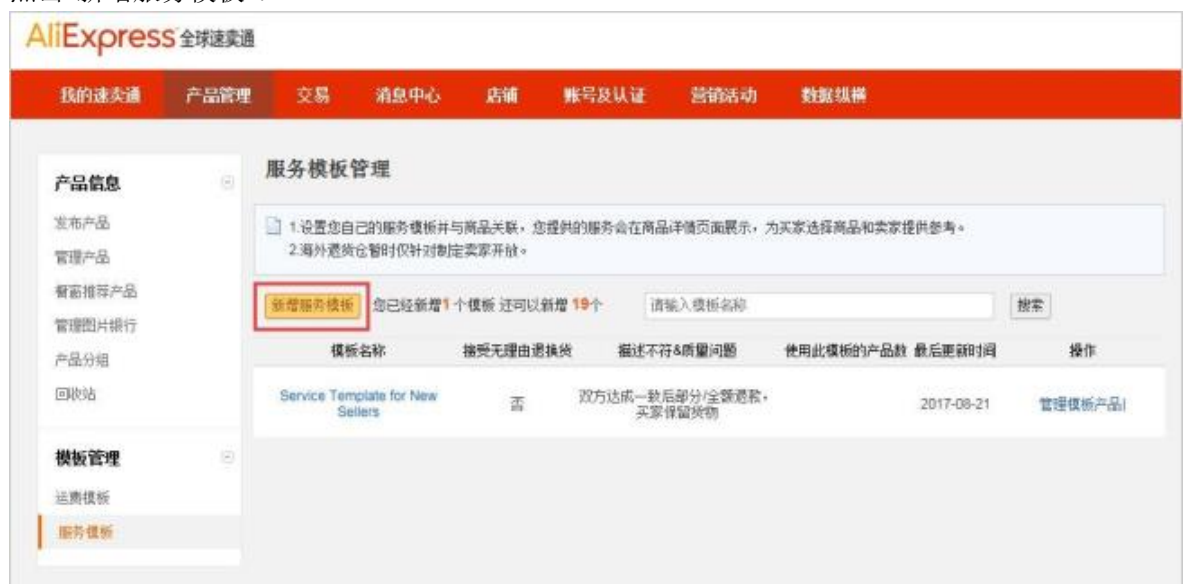 AliExpress 全球速卖通
我的速卖通 产品管理 交易 消息中心 店铺 账号及认证 营销活动 数据纵横
产品信息
发布产品
管理产品
橱窗推荐产品
管理图片银行
产品分组
回收站
模板管理
运费模板
服务模板
服务模板管理
1.设置您自己的服务模板并与商品关联，您提供的服务会在商品详情页面展示，为买家选择商品和卖家提供参考。
2.海外退货仓暂时仅针对制定卖家开放。
新增服务模板 您已经新增1 个模板 还可以新增 19个 请输入模板名称 搜索
模板名称 接受无理由退换货 描述不符&质量问题 使用此模板的产品数 最后更新时间 操作
Service Template for New
Sellers
否
双方达成一致后部分/全额退款，
买家保留货物
2017-08-21
管理模板产品|